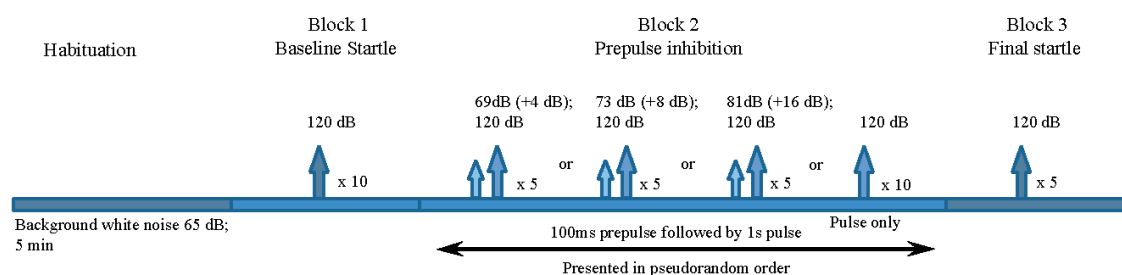 Habituation
Block 1
Baseline Startle
Block 2
Prepulse inhibition
Block 3
Final startle
120 dB
x 10
69dB (+4 dB);
120 dB
x 5
or
73 dB (+8 dB);
120 dB
x 5
or
81dB (+16 dB);
120 dB
x 5
or
120 dB
x 10
120 dB
x 5
Background white noise 65 dB;
5 min
Pulse only
100ms prepulse followed by 1s pulse
Presented in pseudorandom order